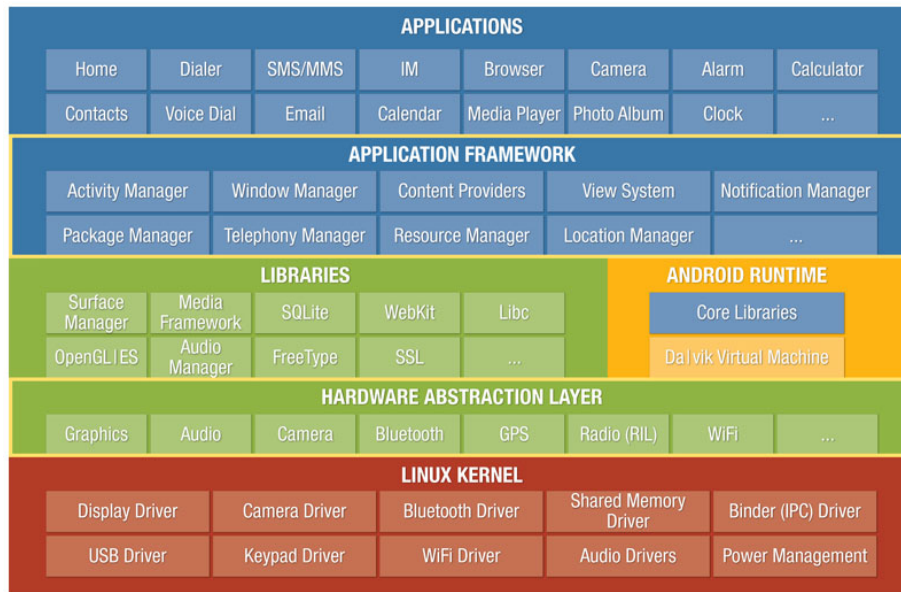 APPLICATIONS
Home Dialer SMS/MMS IM Browser Camera Alarm Calculator
Contacts Voice Dial Email Calendar Media Player Photo Album Clock ...
APPLICATION FRAMEWORK
Activity Manager Window Manager Content Providers View System Notification Manager
Package Manager Telephony Manager Resource Manager Location Manager ...
LIBRARIES
Surface Manager Media Framework SQLite WebKit Libc
OpenGL|ES Audio Manager FreeType SSL ...
ANDROID RUNTIME
Core Libraries
Dalvik Virtual Machine
HARDWARE ABSTRACTION LAYER
Graphics Audio Camera Bluetooth GPS Radio (RIL) WiFi ...
LINUX KERNEL
Display Driver Camera Driver Bluetooth Driver Shared Memory Driver Binder (IPC) Driver
USB Driver Keypad Driver WiFi Driver Audio Drivers Power Management